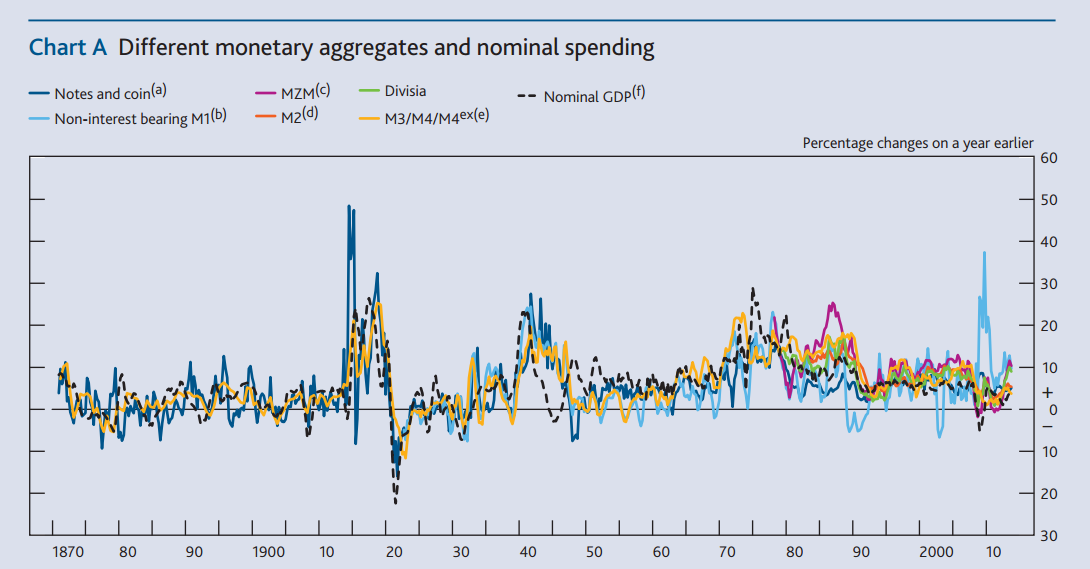 Chart A Different monetary aggregates and nominal spending
Notes and coin(a) MZM(c) Divisia Nominal GDP(f)
Non-interest bearing M1(b) M2(d) M3/M4/M4ex(e)
Percentage changes on a year earlier
60
50
40
30
20
10
+
0
–
10
20
30
1870 80 90 1900 10 20 30 40 50 60 70 80 90 2000 10